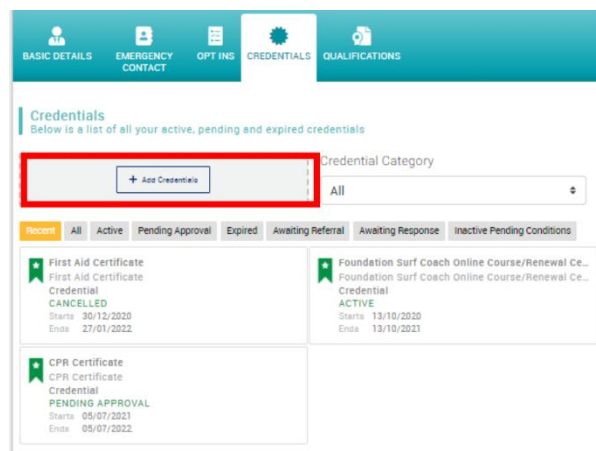 BASIC DETAILS
EMERGENCY
CONTACT
OPT INS
CREDENTIALS
QUALIFICATIONS
Credentials
Below is a list of all your active, pending and expired credentials
+ Add Credentials
Credential Category
All
Recent All Active Pending Approval Expired Awaiting Referral Awaiting Response Inactive Pending Conditions
First Aid Certificate
First Aid Certificate
Credential
CANCELLED
Starts 30/12/2020
Ends 27/01/2022
Foundation Surf Coach Online Course/Renewal Ce...
Foundation Surf Coach Online Course/Renewal Ce...
Credential
ACTIVE
Starts 13/10/2020
Ends 13/10/2021
CPR Certificate
CPR Certificate
Credential
PENDING APPROVAL
Starts 05/07/2021
Ends 05/07/2022